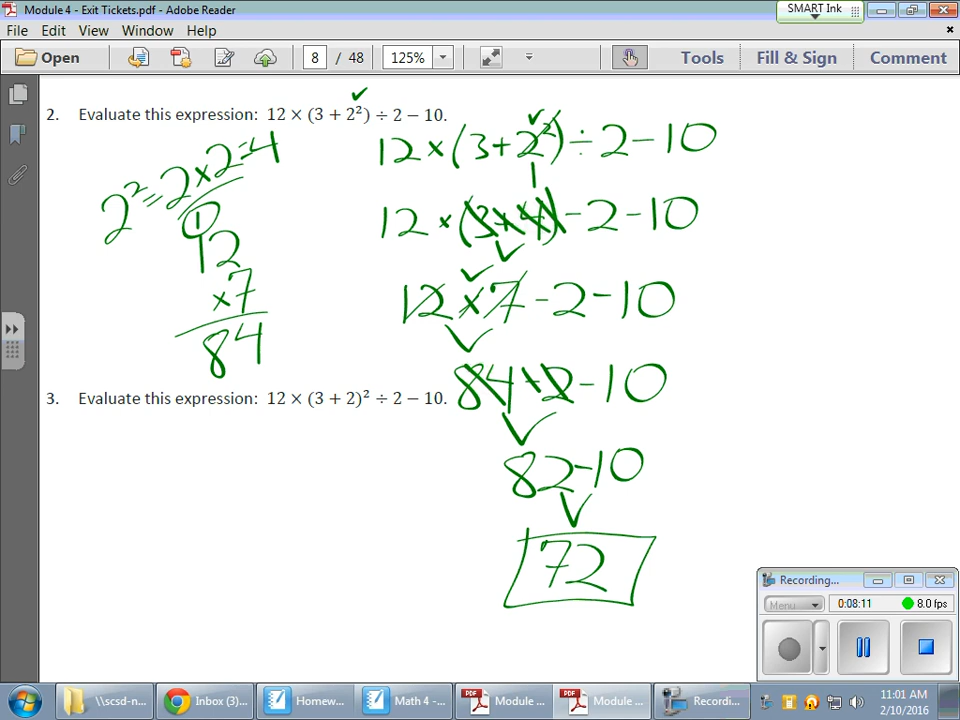 Module 4 - Exit Tickets.pdf - Adobe Reader
SMART Ink
File Edit View Window Help
Open
8 / 48
125%
Tools
Fill & Sign
Comment
2. Evaluate this expression: 12 × (3 + 2²) ÷ 2 − 10.
12 × (3 + 2²) ÷ 2 − 10
2² = 2 × 2 = 4
12 × (3 + 4) - 2 - 10
1
12
× 7
84
12 × 7 - 2 - 10
84 - 2 - 10
3. Evaluate this expression: 12 × (3 + 2)² ÷ 2 − 10.
82 - 10
72
Recording...
Menu
0:08:11
8.0 fps
\\scsd-n...
Inbox (3)...
Homew...
Math 4 -...
Module ...
Module ...
Recordi...
11:01 AM
2/10/2016